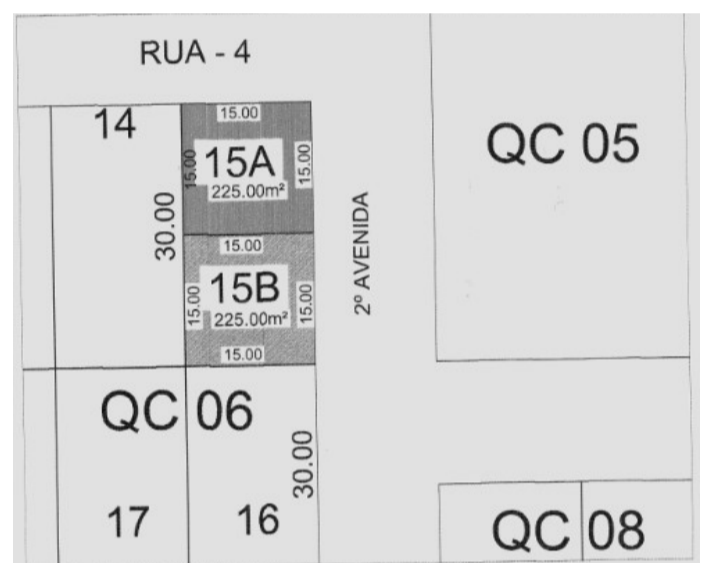 RUA - 4
14
15.00
15.00
15A
15.00
225.00m²
30.00
15.00
15.00
15B
15.00
225.00m²
15.00
2º AVENIDA
QC 05
QC 06
30.00
17
16
QC 08